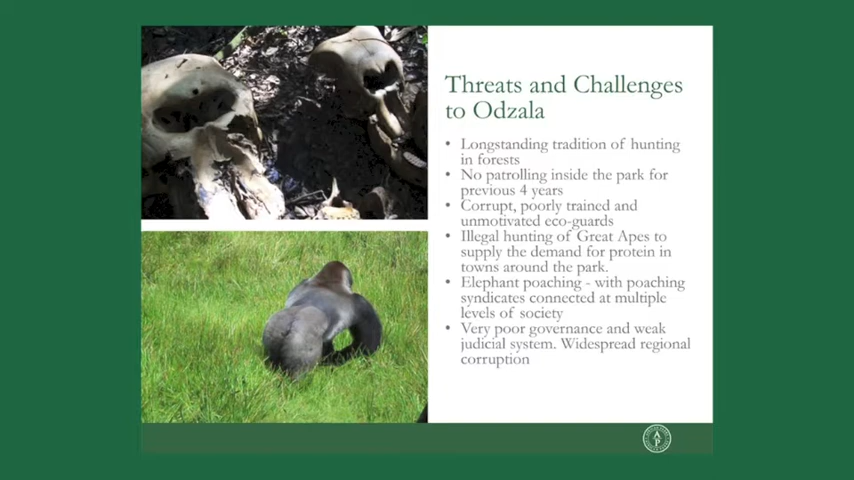 Threats and Challenges
to Odzala
• Longstanding tradition of hunting
in forests
• No patrolling inside the park for
previous 4 years
• Corrupt, poorly trained and
unmotivated eco-guards
• Illegal hunting of Great Apes to
supply the demand for protein in
towns around the park.
• Elephant poaching - with poaching
syndicates connected at multiple
levels of society
• Very poor governance and weak
judicial system. Widespread regional
corruption